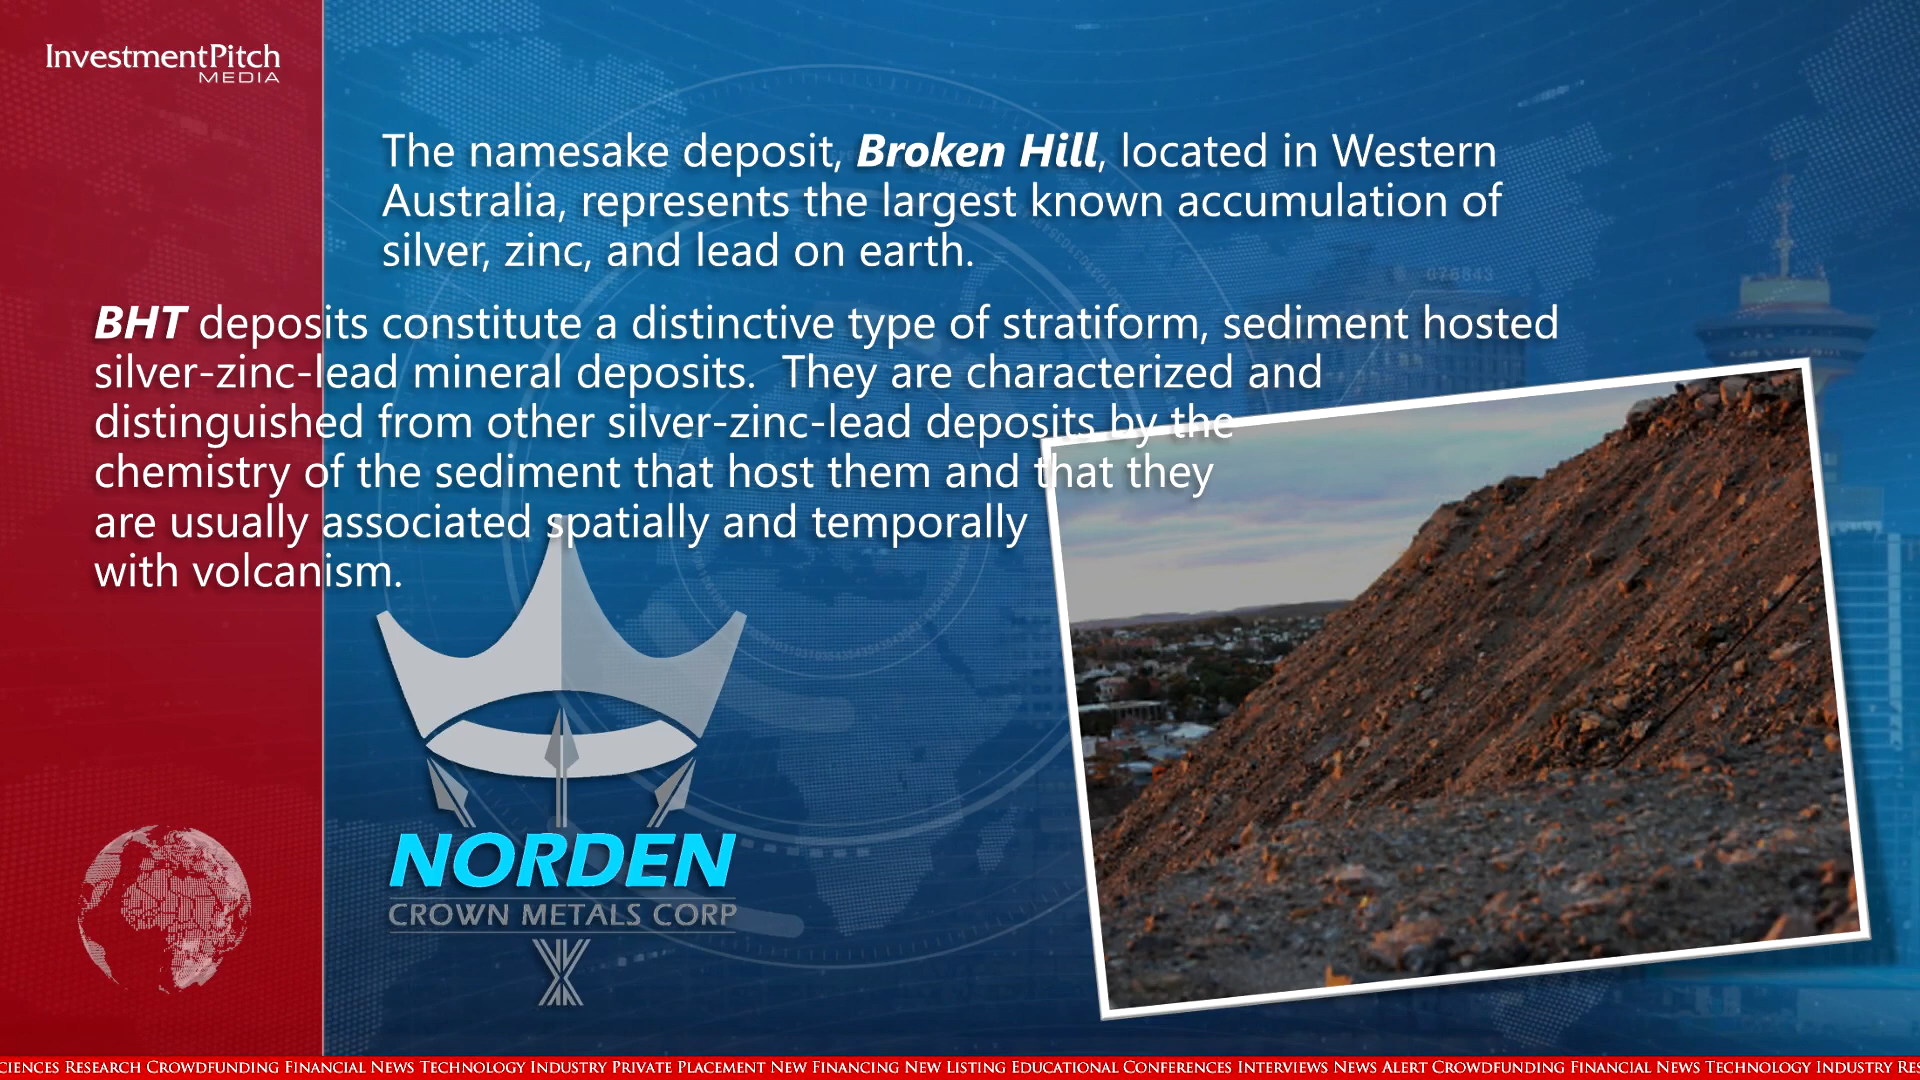 InvestmentPitch
MEDIA
The namesake deposit, Broken Hill, located in Western
Australia, represents the largest known accumulation of
silver, zinc, and lead on earth.
BHT deposits constitute a distinctive type of stratiform, sediment hosted
silver-zinc-lead mineral deposits. They are characterized and
distinguished from other silver-zinc-lead deposits by the
chemistry of the sediment that host them and that they
are usually associated spatially and temporally
with volcanism.
NORDEN
CROWN METALS CORP
RESEARCH CROWDFUNDING FINANCIAL NEWS TECHNOLOGY INDUSTRY PRIVATE PLACEMENT NEW FINANCING NEW LISTING EDUCATIONAL CONFERENCES INTERVIEWS NEWS ALERT CROWDFUNDING FINANCIAL NEWS TECHNOLOGY INDUSTRY